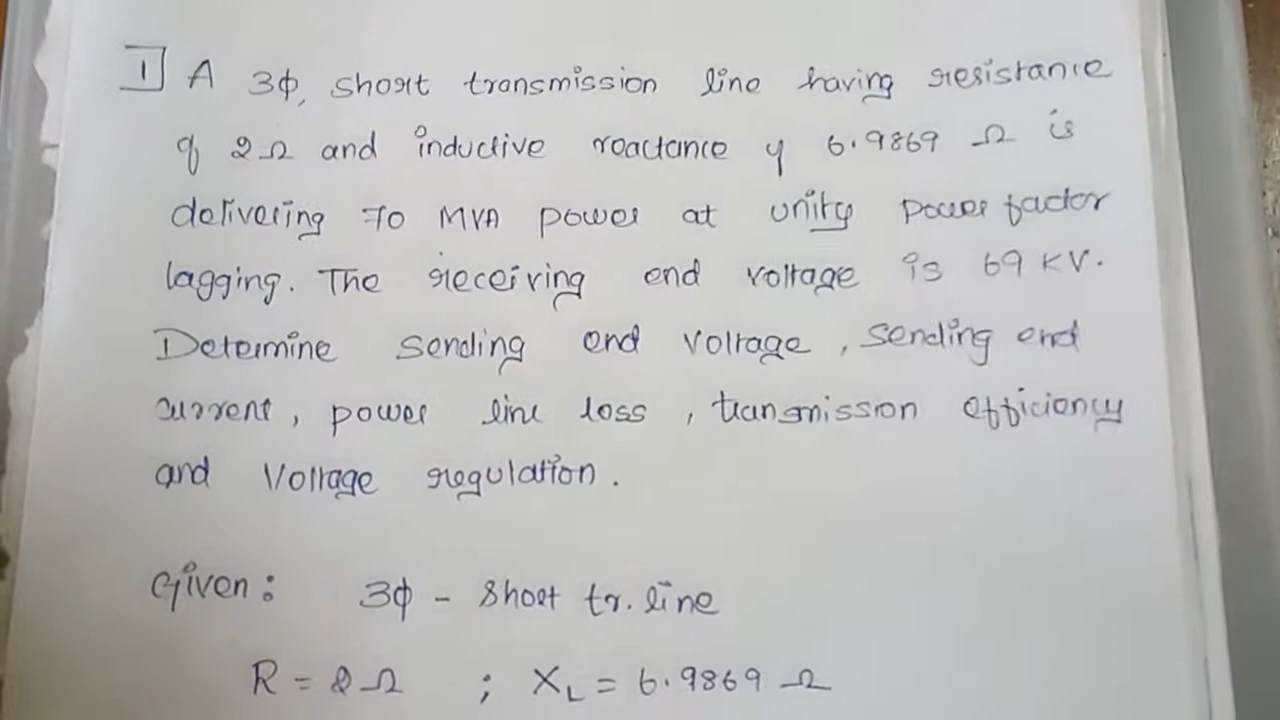 1] A 3ϕ, short transmission line having resistance
of 2Ω and inductive reactance of 6.9869 Ω is
delivering 70 MVA power at unity power factor
lagging. The receiving end voltage is 69 KV.
Determine sending end voltage, sending end
current, power line loss, transmission efficiency
and voltage regulation.
Given: 3ϕ - short tr. line
R = 2Ω ; X_L = 6.9869 Ω